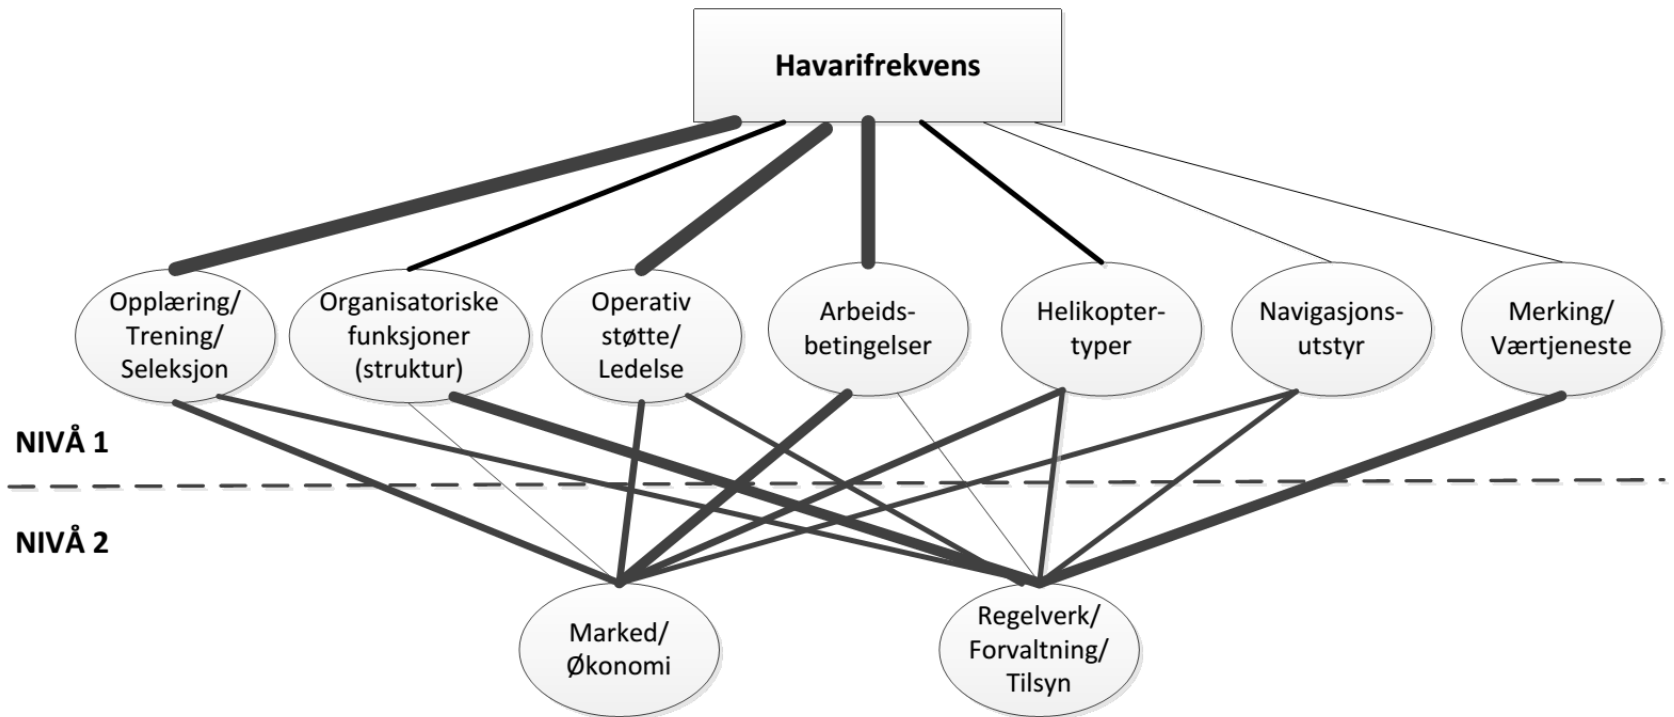 Havarifrekvens
Opplæring/
Trening/
Seleksjon
Organisatoriske
funksjoner
(struktur)
Operativ
støtte/
Ledelse
Arbeids-
betingelser
Helikopter-
typer
Navigasjons-
utstyr
Merking/
Værtjeneste
NIVÅ 1
NIVÅ 2
Marked/
Økonomi
Regelverk/
Forvaltning/
Tilsyn